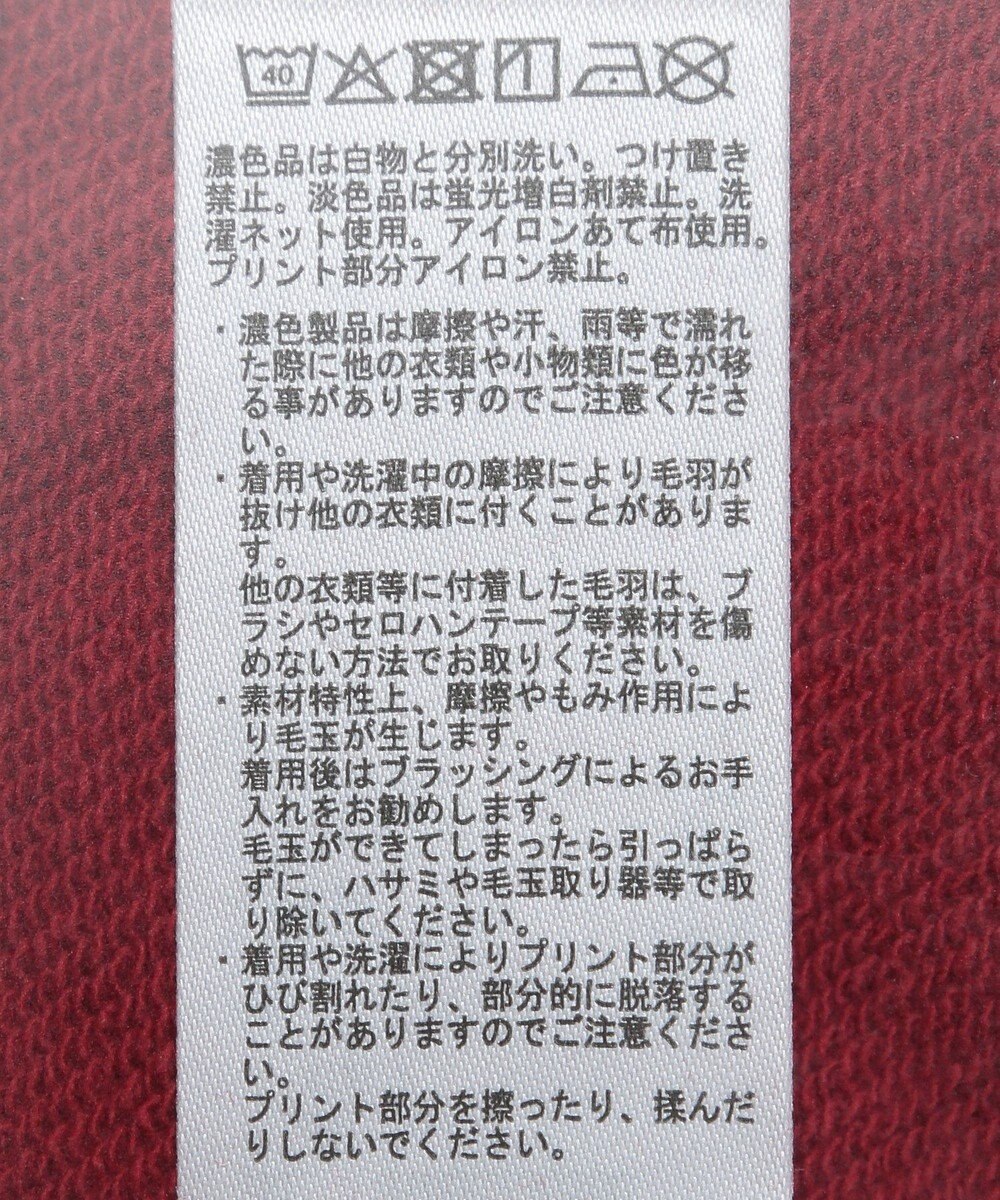 40
濃色品は白物と分別洗い。つけ置き
禁止。淡色品は蛍光増白剤禁止。洗
濯ネット使用。アイロンあて布使用。
プリント部分アイロン禁止。
・濃色製品は摩擦や汗、雨等で濡れ
た際に他の衣類や小物類に色が移
る事がありますのでご注意くださ
い。
・着用や洗濯中の摩擦により毛羽が
抜け他の衣類に付くことがありま
す。
他の衣類等に付着した毛羽は、ブ
ラシやセロハンテープ等素材を傷
めない方法でお取りください。
・素材特性上、摩擦やもみ作用によ
り毛玉が生じます。
着用後はブラッシングによるお手
入れをお勧めします。
毛玉ができてしまったら引っぱら
ずに、ハサミや毛玉取り器等で取
り除いてください。
・着用や洗濯によりプリント部分が
ひび割れたり、部分的に脱落する
ことがありますのでご注意くださ
い。
プリント部分を擦ったり、揉んだ
りしないでください。